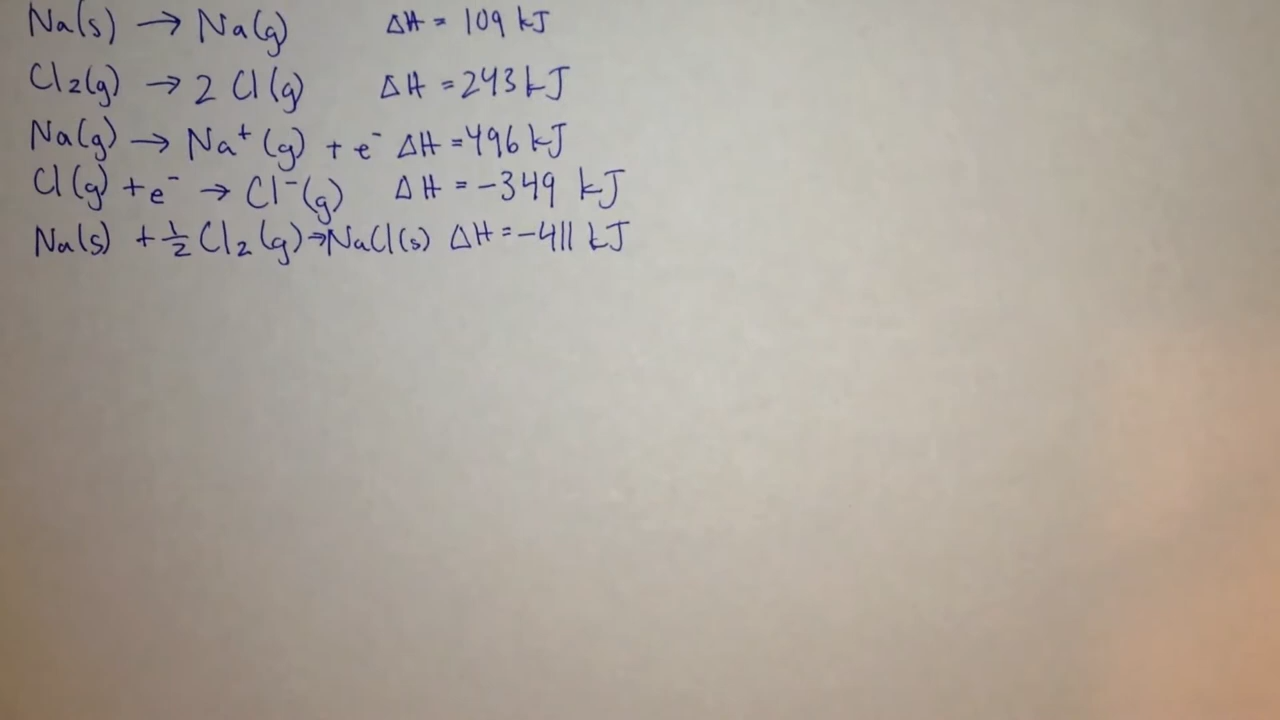 Na(s) → Na(g) ΔH = 109 kJ
Cl₂(g) → 2 Cl(g) ΔH = 243 kJ
Na(g) → Na⁺(g) + e⁻ ΔH = 496 kJ
Cl(g) + e⁻ → Cl⁻(g) ΔH = -349 kJ
Na(s) + ½ Cl₂(g) → NaCl(s) ΔH = -411 kJ